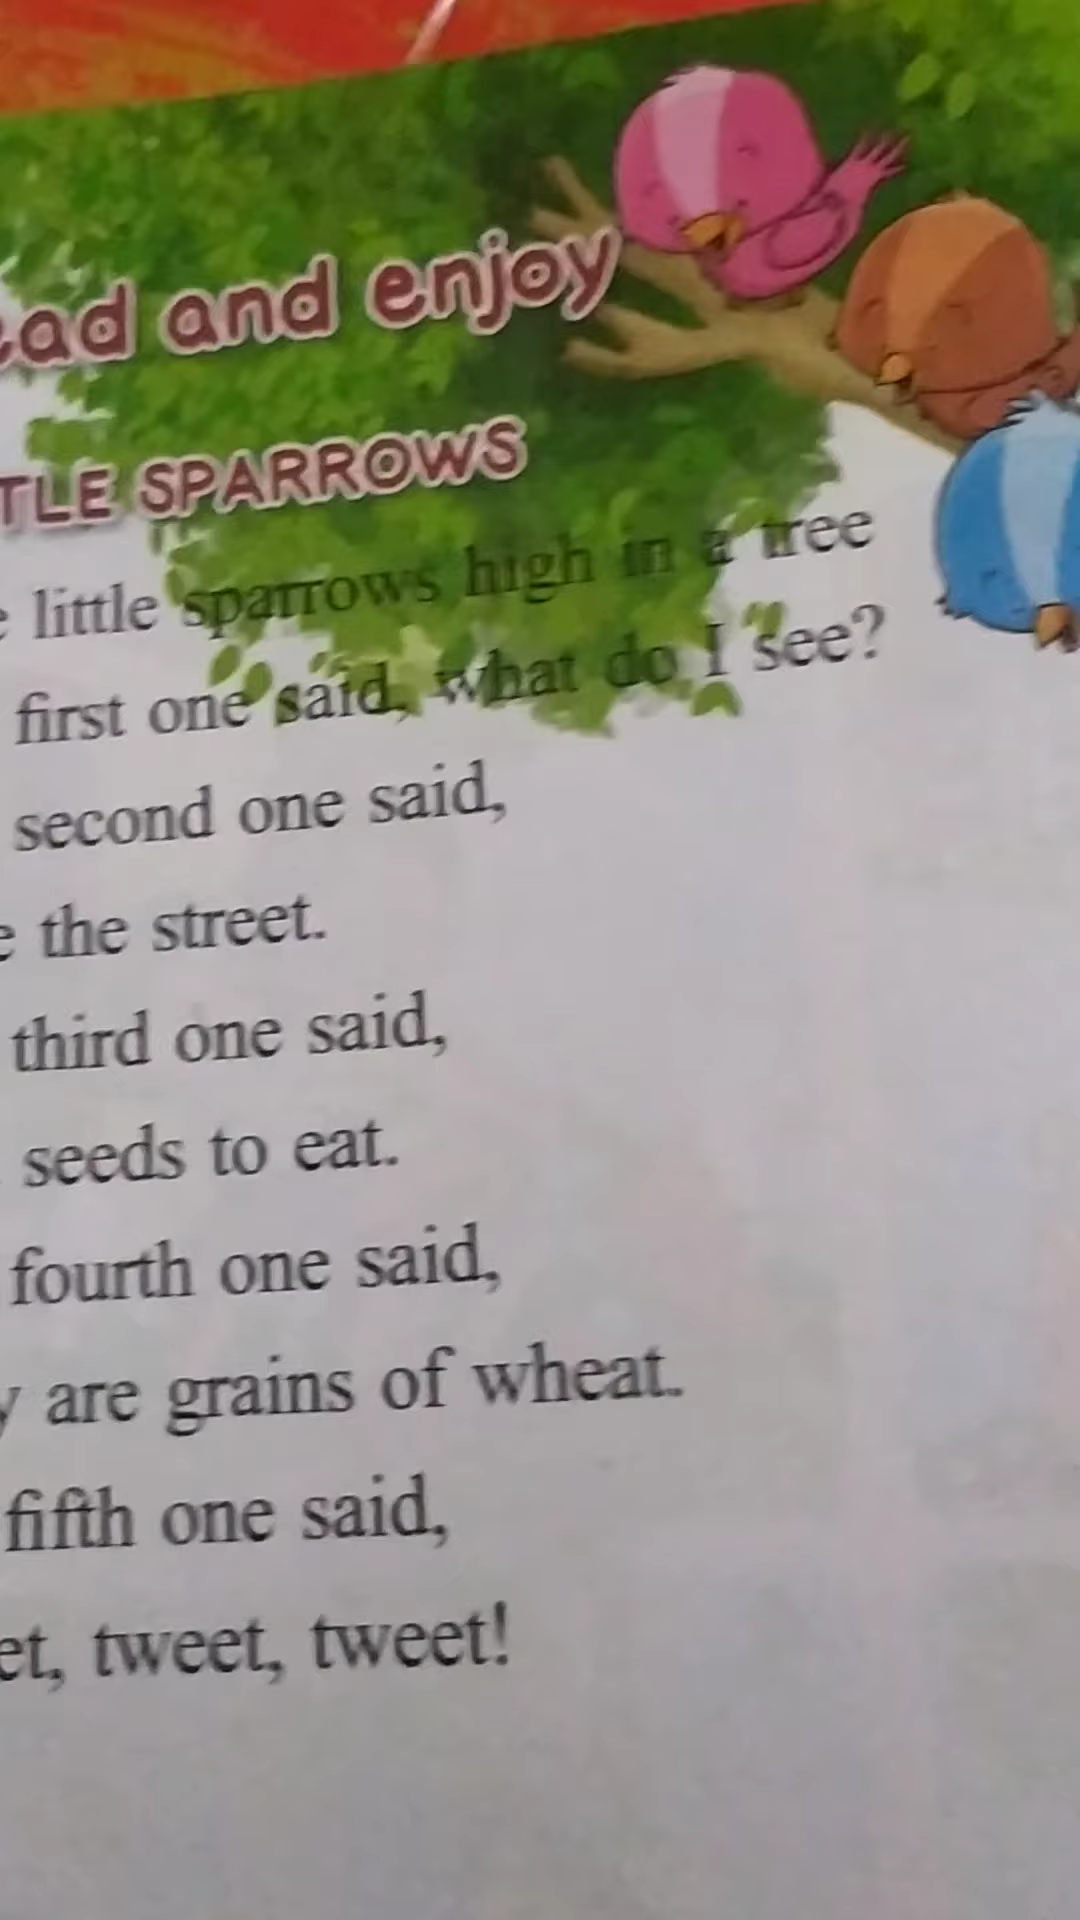 ead and enjoy
TLE SPARROWS
e little sparrows high in a tree
first one said, what do I see?
second one said,
e the street.
third one said,
seeds to eat.
fourth one said,
y are grains of wheat.
fifth one said,
et, tweet, tweet!